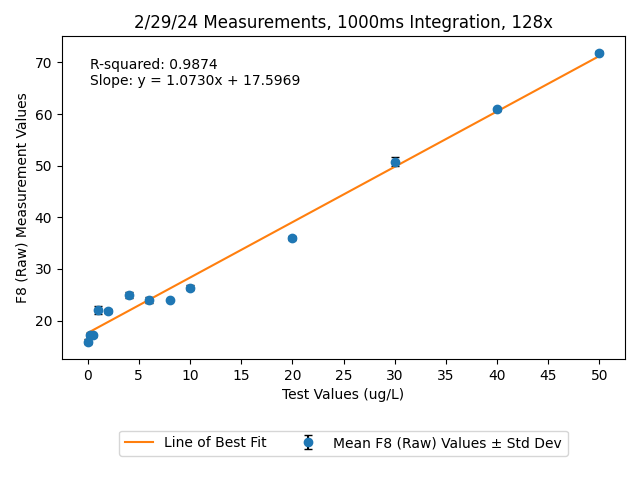 2/29/24 Measurements, 1000ms Integration, 128x
R-squared: 0.9874
Slope: y = 1.0730x + 17.5969
F8 (Raw) Measurement Values
70
60
50
40
30
20
0 5 10 15 20 25 30 35 40 45 50
Test Values (ug/L)
Line of Best Fit Mean F8 (Raw) Values ± Std Dev